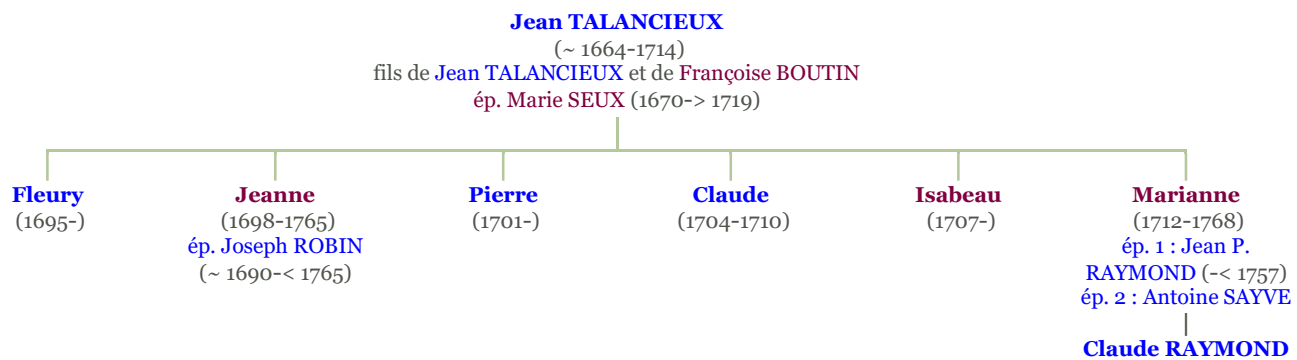 Jean TALANCIEUX
(~ 1664-1714)
fils de Jean TALANCIEUX et de Françoise BOUTIN
ép. Marie SEUX (1670-> 1719)
Fleury
(1695-)
Jeanne
(1698-1765)
ép. Joseph ROBIN
(~ 1690-< 1765)
Pierre
(1701-)
Claude
(1704-1710)
Isabeau
(1707-)
Marianne
(1712-1768)
ép. 1 : Jean P.
RAYMOND (-< 1757)
ép. 2 : Antoine SAYVE
Claude RAYMOND